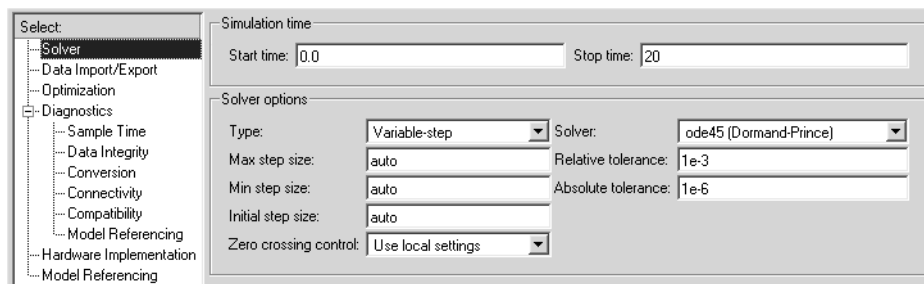 Select:
Solver
Data Import/Export
Optimization
Diagnostics
Sample Time
Data Integrity
Conversion
Connectivity
Compatibility
Model Referencing
Hardware Implementation
Model Referencing
Simulation time
Start time: 0.0 Stop time: 20
Solver options
Type: Variable-step Solver: ode45 (Dormand-Prince)
Max step size: auto Relative tolerance: 1e-3
Min step size: auto Absolute tolerance: 1e-6
Initial step size: auto
Zero crossing control: Use local settings